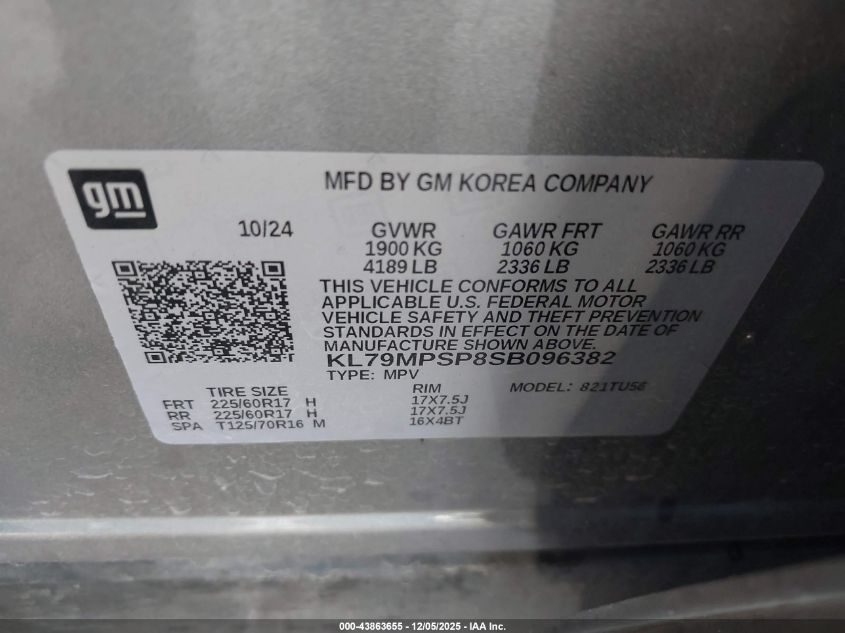 gm
MFD BY GM KOREA COMPANY
10/24 GVWR GAWR FRT GAWR RR
1900 KG 1060 KG 1060 KG
4189 LB 2336 LB 2336 LB
THIS VEHICLE CONFORMS TO ALL
APPLICABLE U.S. FEDERAL MOTOR
VEHICLE SAFETY AND THEFT PREVENTION
STANDARDS IN EFFECT ON THE DATE OF
MANUFACTURE SHOWN ABOVE.
KL79MPSP8SB096382
TYPE: MPV
TIRE SIZE RIM MODEL: 821TU56
FRT 225/60R17 H 17X7.5J
RR 225/60R17 H 17X7.5J
SPA T125/70R16 M 16X4BT
000-43863655 - 12/05/2025 - IAA Inc.